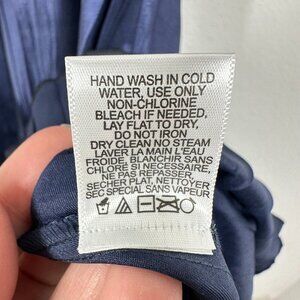 HAND WASH IN COLD
WATER, USE ONLY
NON-CHLORINE
BLEACH IF NEEDED,
LAY FLAT TO DRY,
DO NOT IRON
DRY CLEAN NO STEAM
LAVER LA MAIN L'EAU
FROIDE, BLANCHIR SANS
CHLORE SI NECESSAIRE,
NE PAS REPASSER,
SECHER PLAT, NETTOYER
SEC SPECIAL SANS VAPEUR